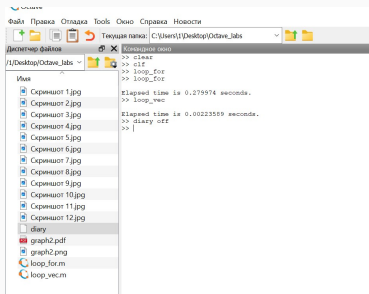 Octave
Файл Правка Отладка Tools Окно Справка Новости
Текущая папка: C:\Users\1\Desktop\Octave_labs
Диспетчер файлов
Командное окно
/1/Desktop/Octave_labs
Имя
Скриншот 1.jpg
Скриншот 2.jpg
Скриншот 3.jpg
Скриншот 4.jpg
Скриншот 5.jpg
Скриншот 6.jpg
Скриншот 7.jpg
Скриншот 8.jpg
Скриншот 9.jpg
Скриншот 10.jpg
Скриншот 11.jpg
Скриншот 12.jpg
diary
graph2.pdf
graph2.png
loop_for.m
loop_vec.m
>> clear
>> clf
>> loop_for
>> loop_for
Elapsed time is 0.279974 seconds.
>> loop_vec
Elapsed time is 0.00223589 seconds.
>> diary off
>>